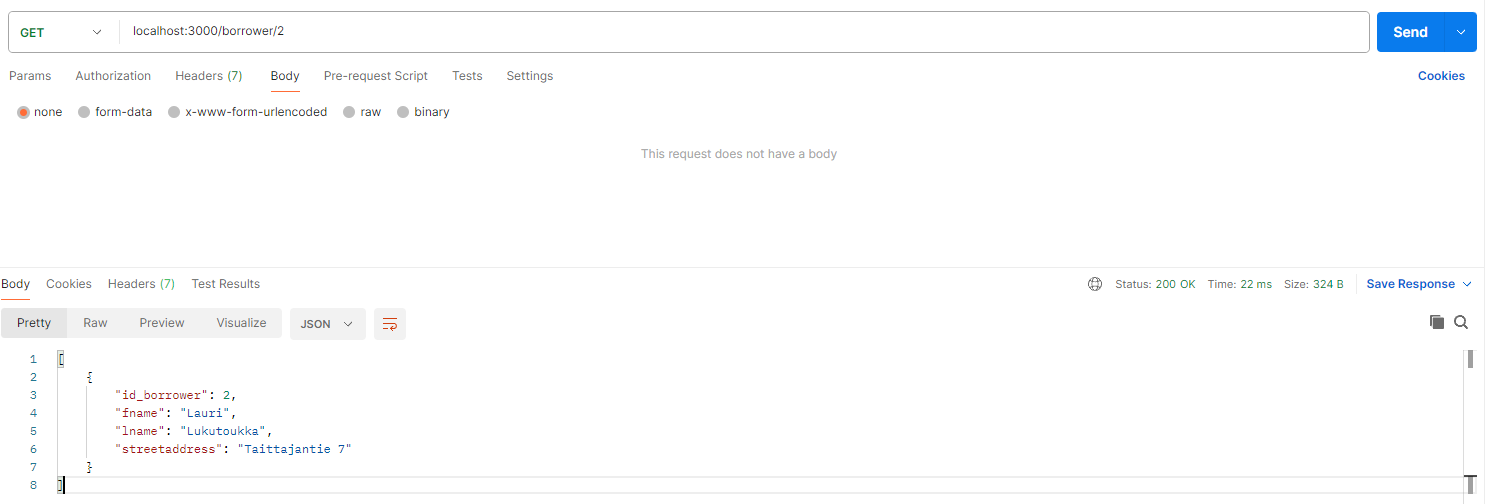 GET localhost:3000/borrower/2 Send
Params Authorization Headers (7) Body Pre-request Script Tests Settings Cookies
none form-data x-www-form-urlencoded raw binary
This request does not have a body
Body Cookies Headers (7) Test Results Status: 200 OK Time: 22 ms Size: 324 B Save Response
Pretty Raw Preview Visualize JSON
1 [
2 {
3 "id_borrower": 2,
4 "fname": "Lauri",
5 "lname": "Lukutoukka",
6 "streetaddress": "Taittajantie 7"
7 }
8 ]